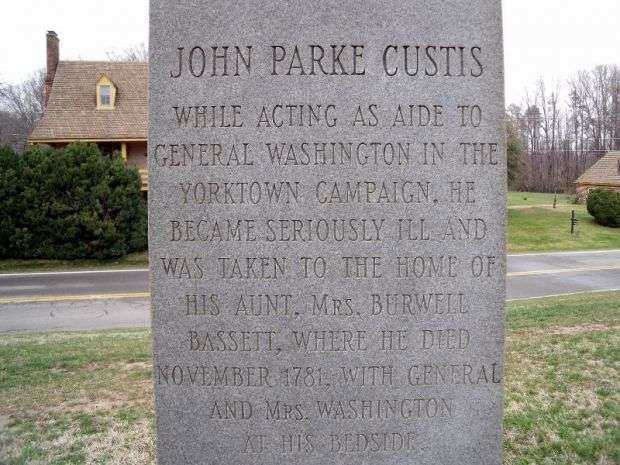 JOHN PARKE CUSTIS
WHILE ACTING AS AIDE TO
GENERAL WASHINGTON IN THE
YORKTOWN CAMPAIGN, HE
BECAME SERIOUSLY ILL AND
WAS TAKEN TO THE HOME OF
HIS AUNT, MRS. BURWELL
BASSETT, WHERE HE DIED
NOVEMBER 1781, WITH GENERAL
AND MRS. WASHINGTON
AT HIS BEDSIDE